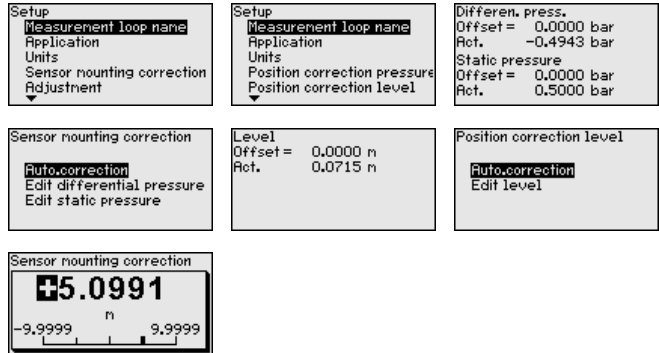 Setup
Measurement loop name
Application
Units
Sensor mounting correction
Adjustment
Setup
Measurement loop name
Application
Units
Position correction pressure
Position correction level
Differen. press.
Offset = 0.0000 bar
Act. -0.4943 bar
Static pressure
Offset = 0.0000 bar
Act. 0.5000 bar
Sensor mounting correction
Auto.correction
Edit differential pressure
Edit static pressure
Level
Offset = 0.0000 m
Act. 0.0715 m
Position correction level
Auto.correction
Edit level
Sensor mounting correction
+5.0991
m
-9.9999 9.9999